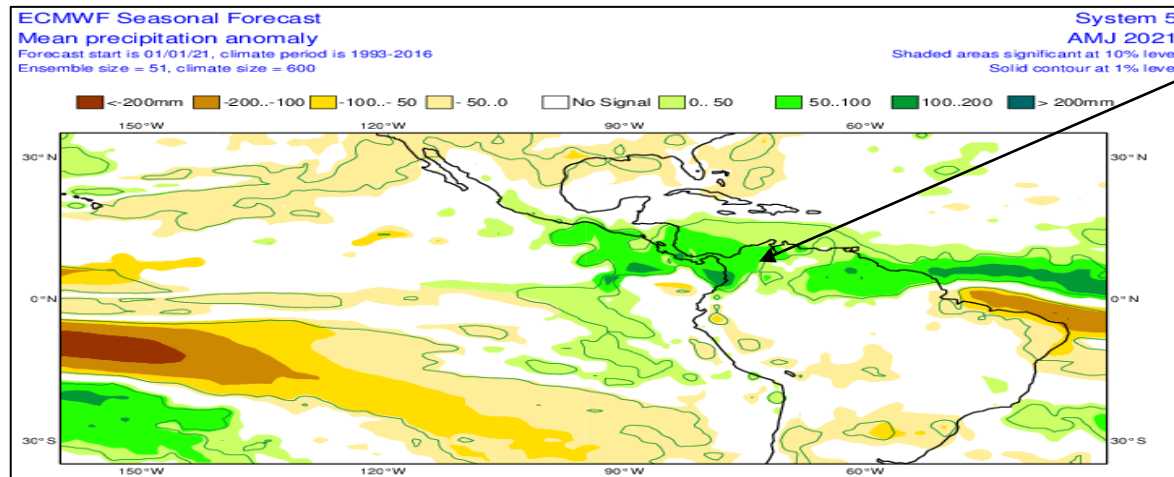 ECMWF Seasonal Forecast
System 5
Mean precipitation anomaly
AMJ 2021
Forecast start is 01/01/21, climate period is 1993-2016
Shaded areas significant at 10% level
Ensemble size = 51, climate size = 600
Solid contour at 1% level
<-200mm -200..-100 -100..- 50 - 50..0 No Signal 0.. 50 50..100 100..200 > 200mm
150°W 120°W 90°W 60°W
30°N 30°N
0°N 0°N
30°S 30°S
150°W 120°W 90°W 60°W